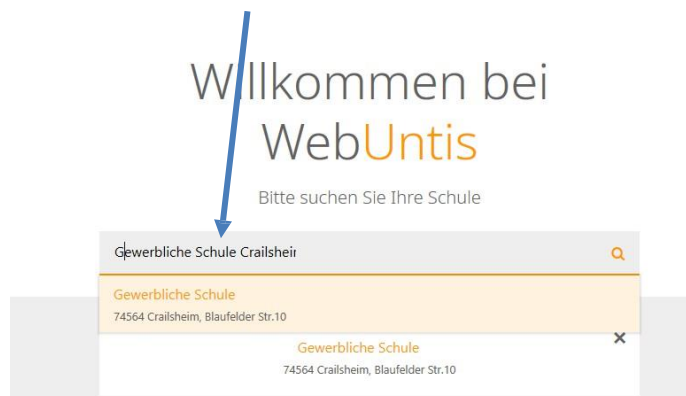 Willkommen bei
WebUntis
Bitte suchen Sie Ihre Schule
Gewerbliche Schule Crailshein
Gewerbliche Schule
74564 Crailsheim, Blaufelder Str.10
Gewerbliche Schule
74564 Crailsheim, Blaufelder Str.10